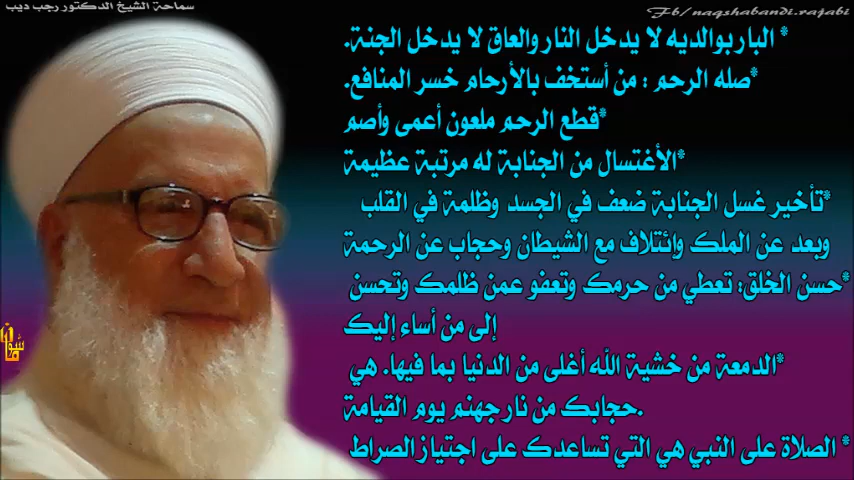 سماحة الشيخ الدكتور رجب ديب
Fb/naqshabandi.rajabi
* الباربوالديه لا يدخل النار والعاق لا يدخل الجنة.
*صله الرحم : من أستخف بالأرحام خسر المنافع.
*قطع الرحم ملعون أعمى وأصم
*الأغتسال من الجنابة له مرتبة عظيمة
*تأخير غسل الجنابة ضعف في الجسد وظلمة في القلب
وبعد عن الملك وائتلاف مع الشيطان وحجاب عن الرحمة
*حسن الخلق: تعطي من حرمك وتعفو عمن ظلمك وتحسن
إلى من أساء إليك
*الدمعة من خشية الله أغلى من الدنيا بما فيها. هي
حجابك من نار جهنم يوم القيامة.
* الصلاة على النبي هي التي تساعدك على اجتياز الصراط